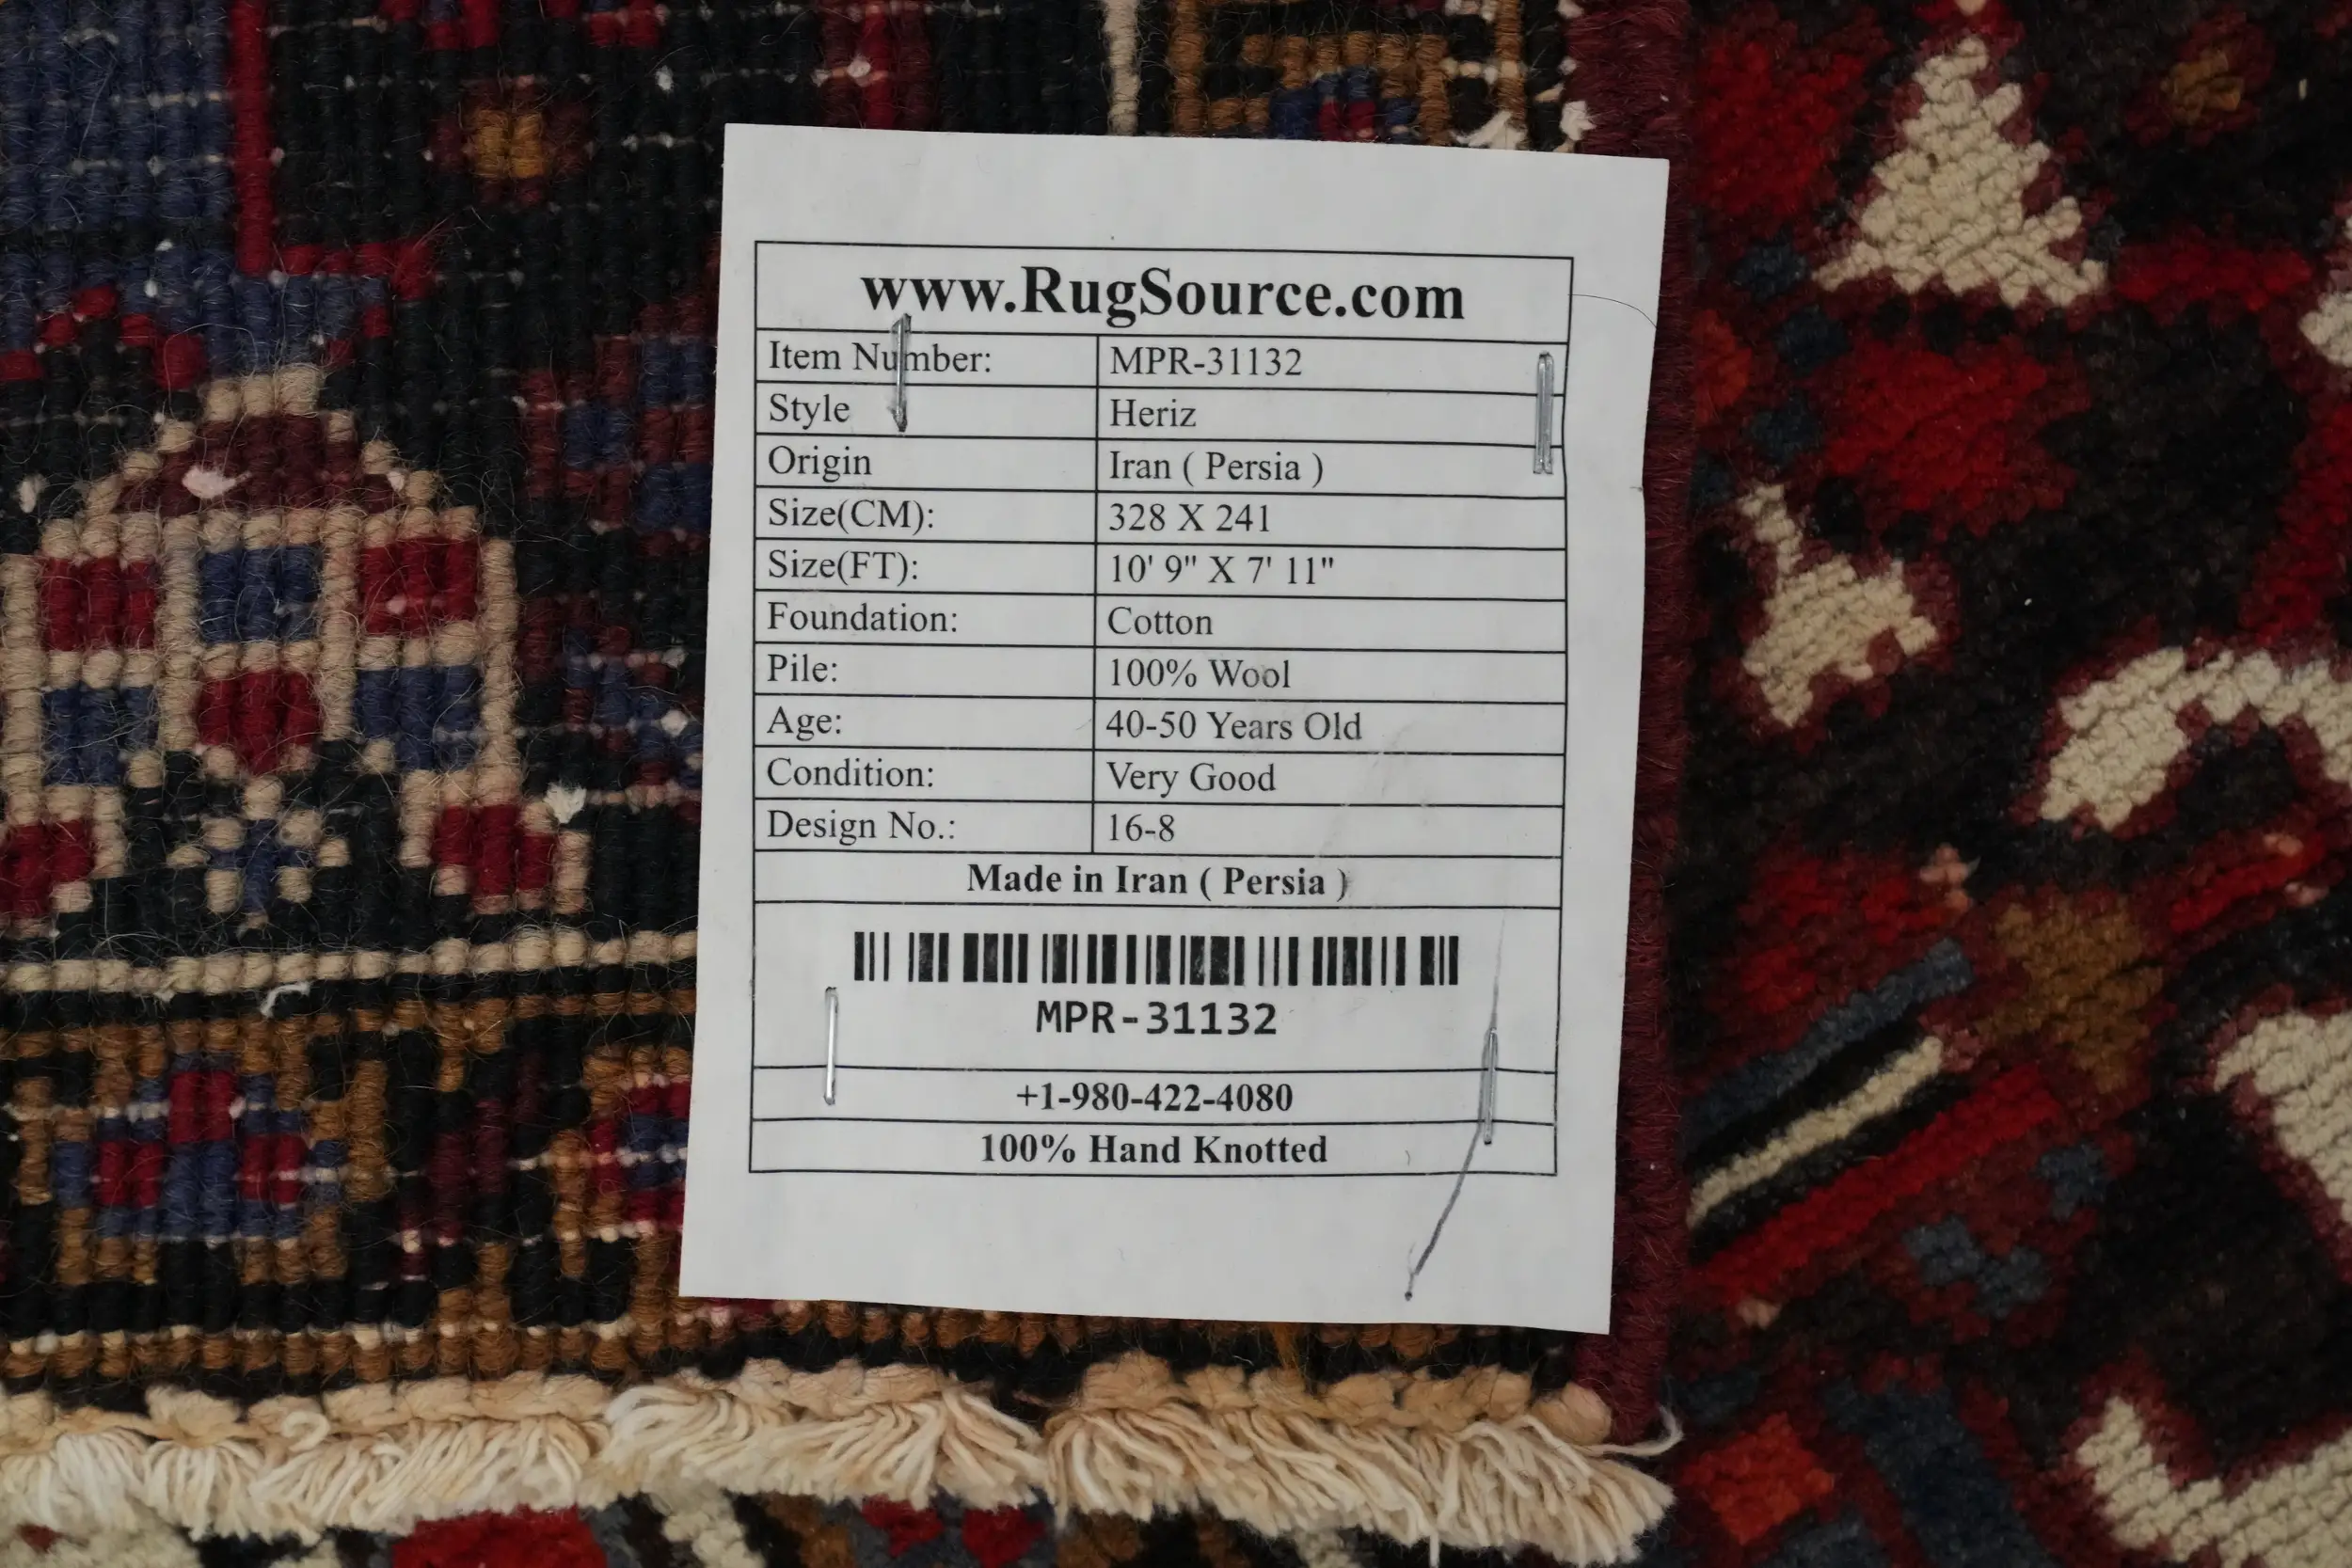 www.RugSource.com
Item Number: MPR-31132
Style Heriz
Origin Iran ( Persia )
Size(CM): 328 X 241
Size(FT): 10' 9" X 7' 11"
Foundation: Cotton
Pile: 100% Wool
Age: 40-50 Years Old
Condition: Very Good
Design No.: 16-8
Made in Iran ( Persia )
MPR-31132
+1-980-422-4080
100% Hand Knotted